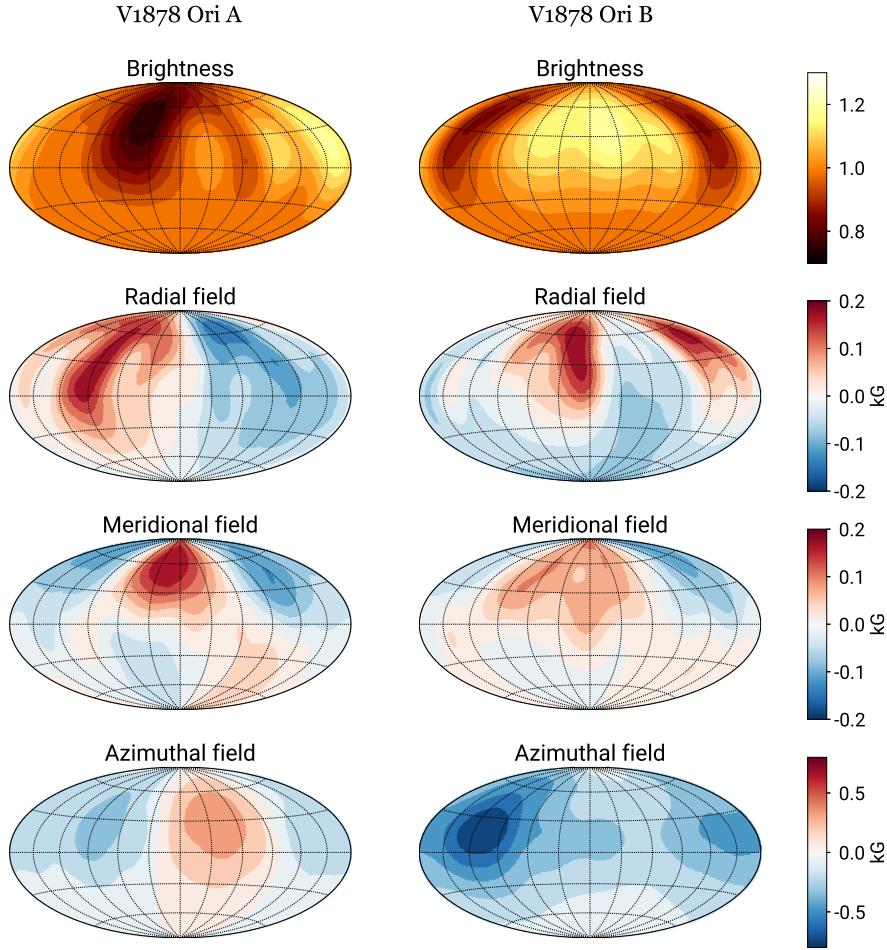 V1878 Ori A V1878 Ori B
Brightness Brightness
1.2
1.0
0.8
Radial field Radial field
0.2
0.1
0.0
-0.1
-0.2
kG
Meridional field Meridional field
0.2
0.1
0.0
-0.1
-0.2
kG
Azimuthal field Azimuthal field
0.5
0.0
-0.5
kG